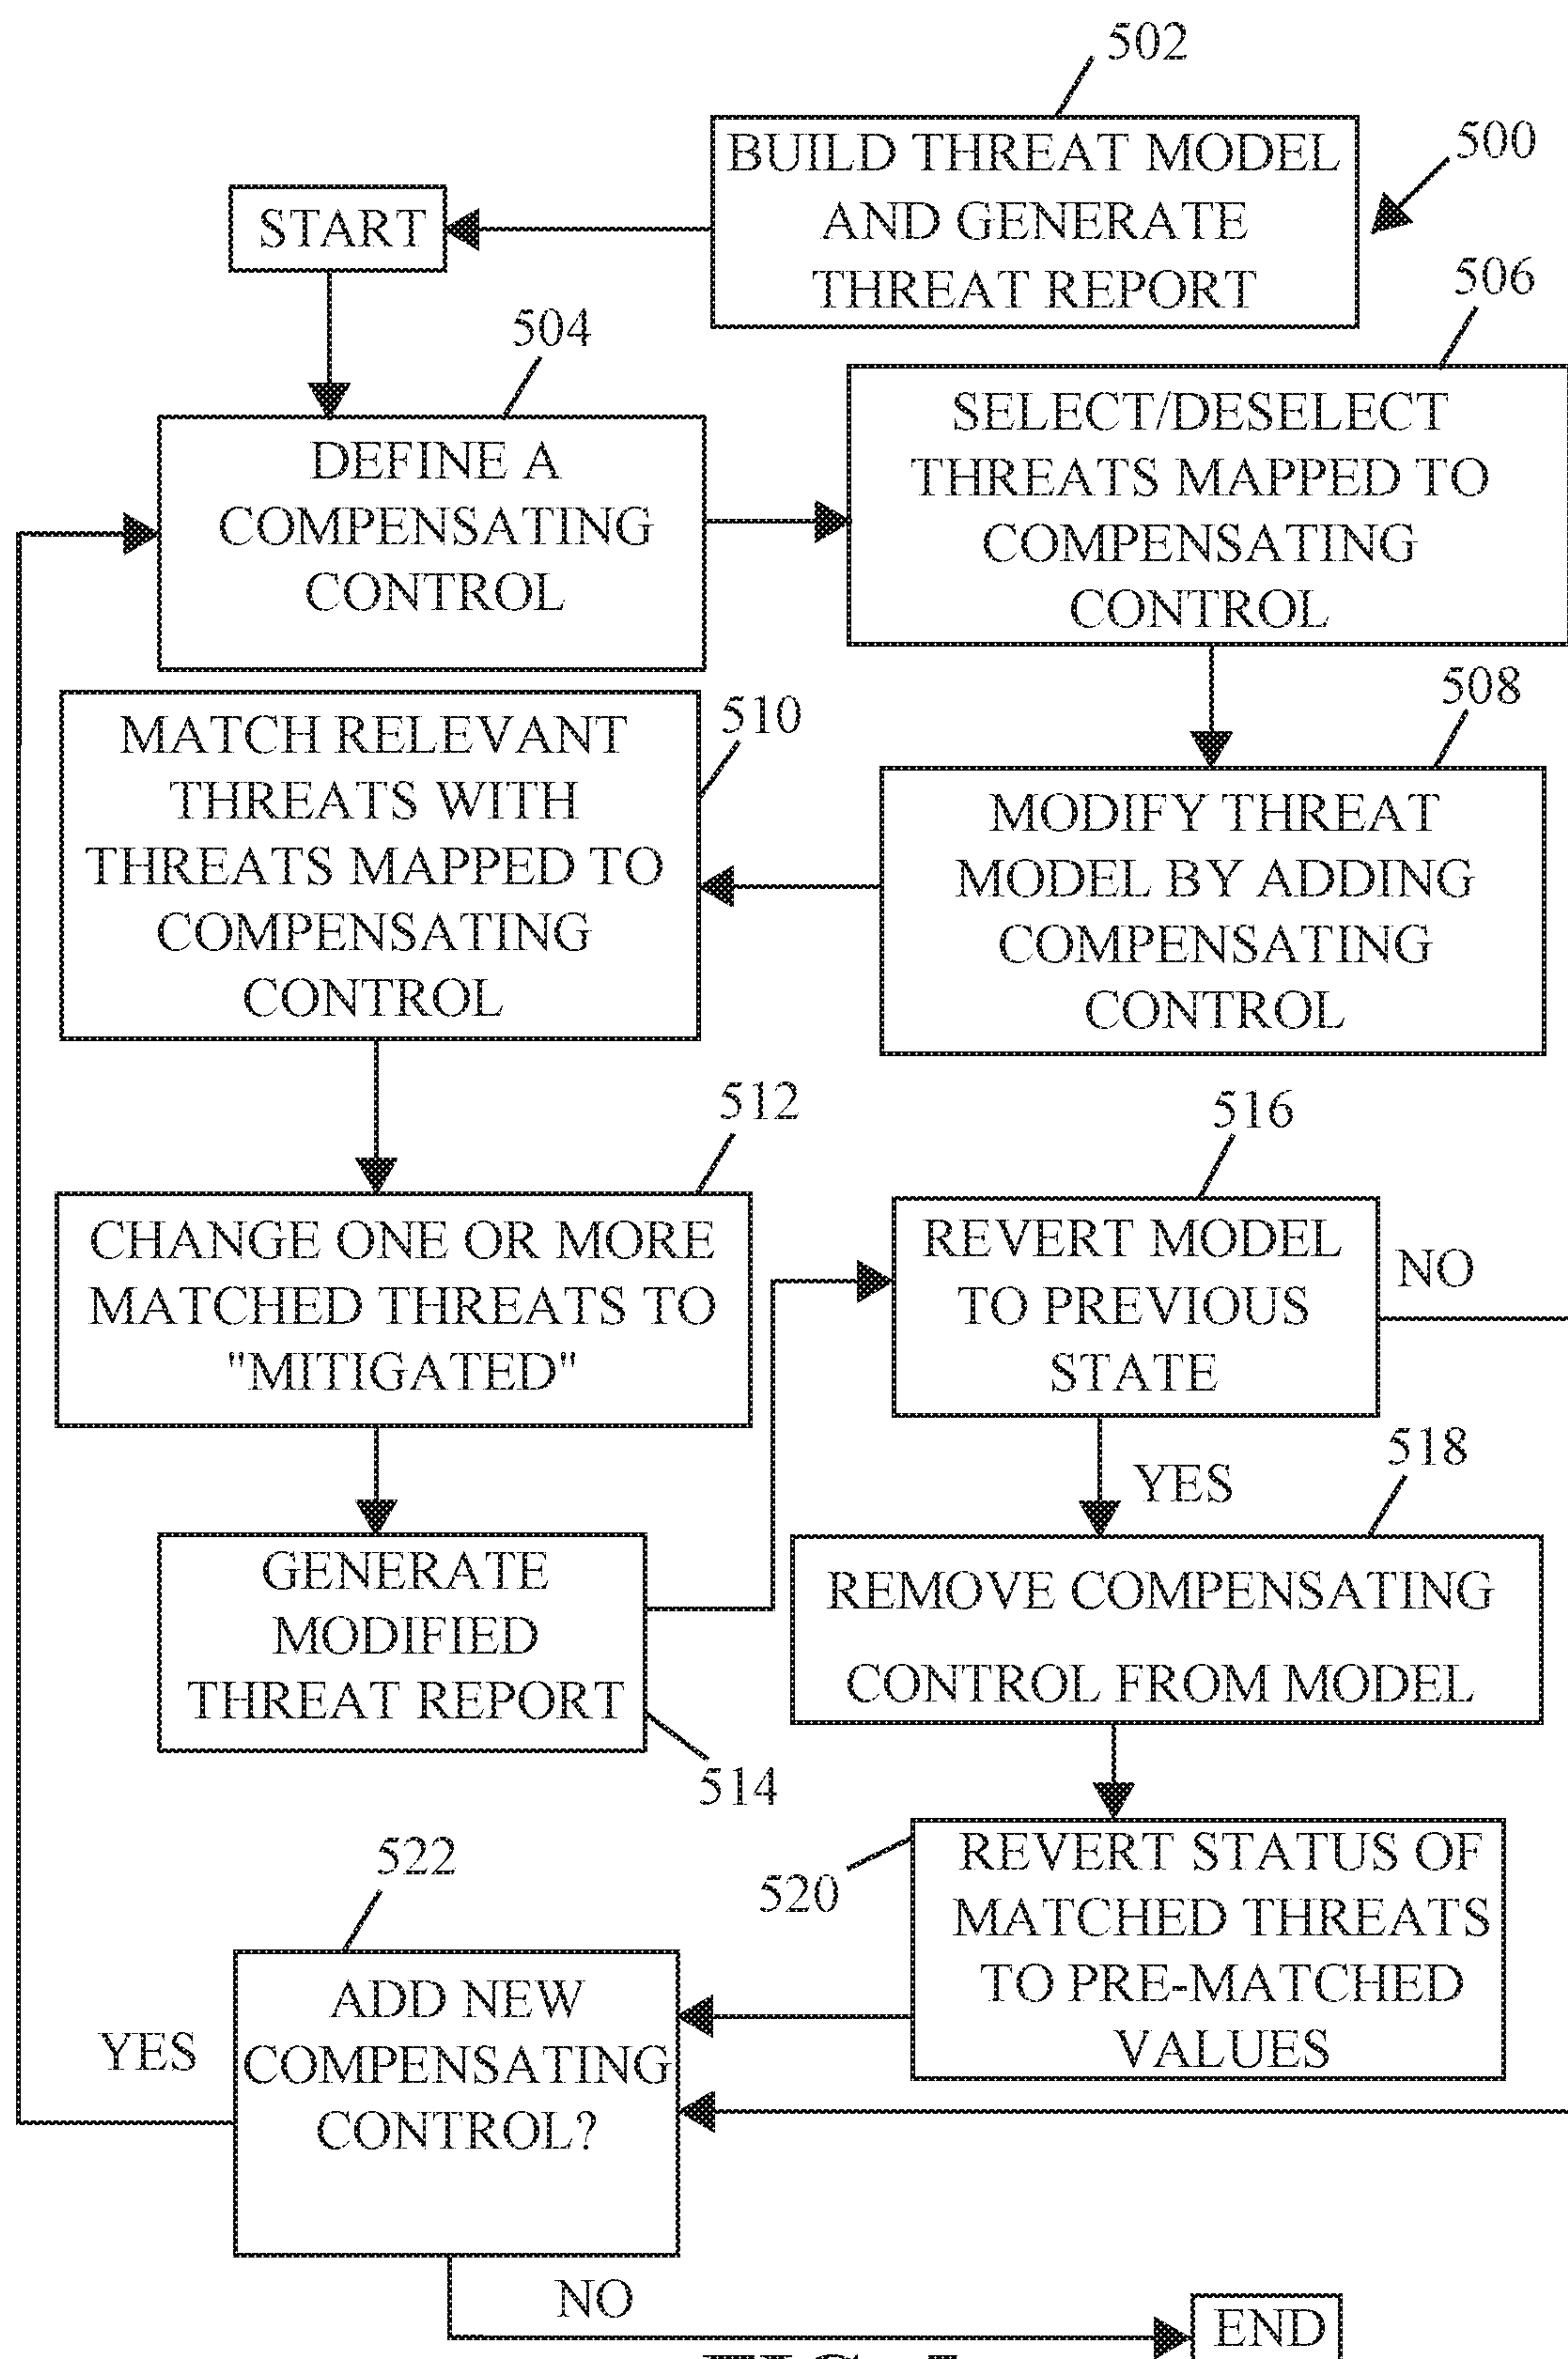 502
BUILD THREAT MODEL
AND GENERATE
THREAT REPORT
500
START
504
DEFINE A
COMPENSATING
CONTROL
506
SELECT/DESELECT
THREATS MAPPED TO
COMPENSATING
CONTROL
508
MODIFY THREAT
MODEL BY ADDING
COMPENSATING
CONTROL
510
MATCH RELEVANT
THREATS WITH
THREATS MAPPED TO
COMPENSATING
CONTROL
512
CHANGE ONE OR MORE
MATCHED THREATS TO
"MITIGATED"
GENERATE
MODIFIED
THREAT REPORT
514
516
REVERT MODEL
TO PREVIOUS
STATE
NO
YES
518
REMOVE COMPENSATING
CONTROL FROM MODEL
520
REVERT STATUS OF
MATCHED THREATS
TO PRE-MATCHED
VALUES
522
ADD NEW
COMPENSATING
CONTROL?
YES
NO
END